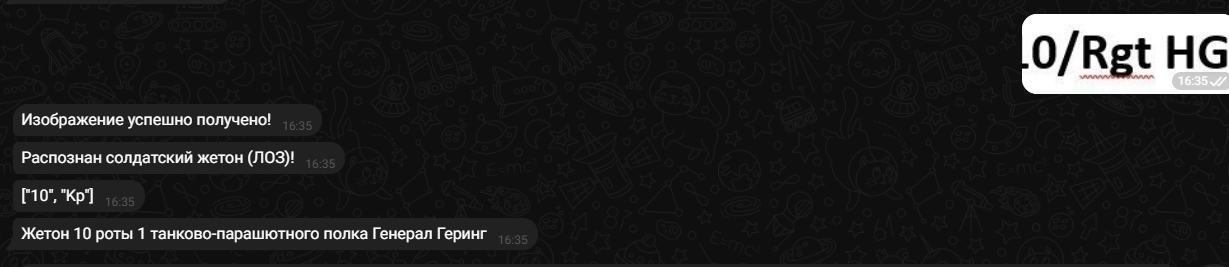 .0/Rgt HG
16:35
Изображение успешно получено! 16:35
Распознан солдатский жетон (ЛОЗ)! 16:35
["10", "Кр"] 16:35
Жетон 10 роты 1 танково-парашютного полка Генерал Геринг 16:35